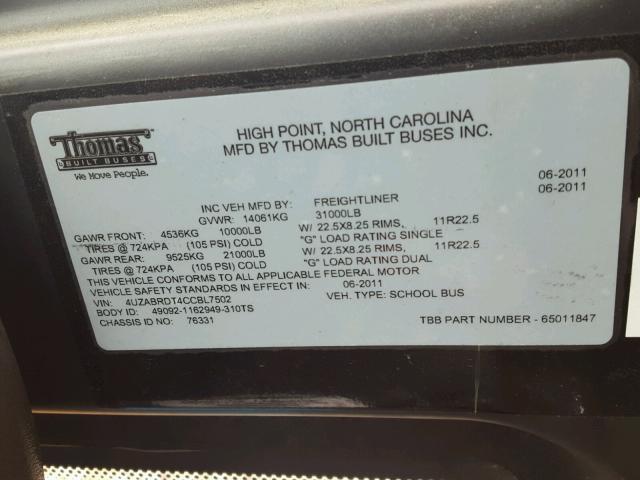 Thomas
BUILT BUSES
We Move People.
HIGH POINT, NORTH CAROLINA
MFD BY THOMAS BUILT BUSES INC.
06-2011
06-2011
INC VEH MFD BY: FREIGHTLINER
GVWR: 14061KG 31000LB
GAWR FRONT: 4536KG 10000LB W/ 22.5X8.25 RIMS, 11R22.5
TIRES @ 724KPA (105 PSI) COLD "G" LOAD RATING SINGLE
GAWR REAR: 9525KG 21000LB W/ 22.5X8.25 RIMS, 11R22.5
TIRES @ 724KPA (105 PSI) COLD "G" LOAD RATING DUAL
THIS VEHICLE CONFORMS TO ALL APPLICABLE FEDERAL MOTOR
VEHICLE SAFETY STANDARDS IN EFFECT IN: 06-2011
VIN: 4UZABRDT4CCBL7502 VEH. TYPE: SCHOOL BUS
BODY ID: 49092-1162949-310TS
CHASSIS ID: 76331 TBB PART NUMBER - 65011847